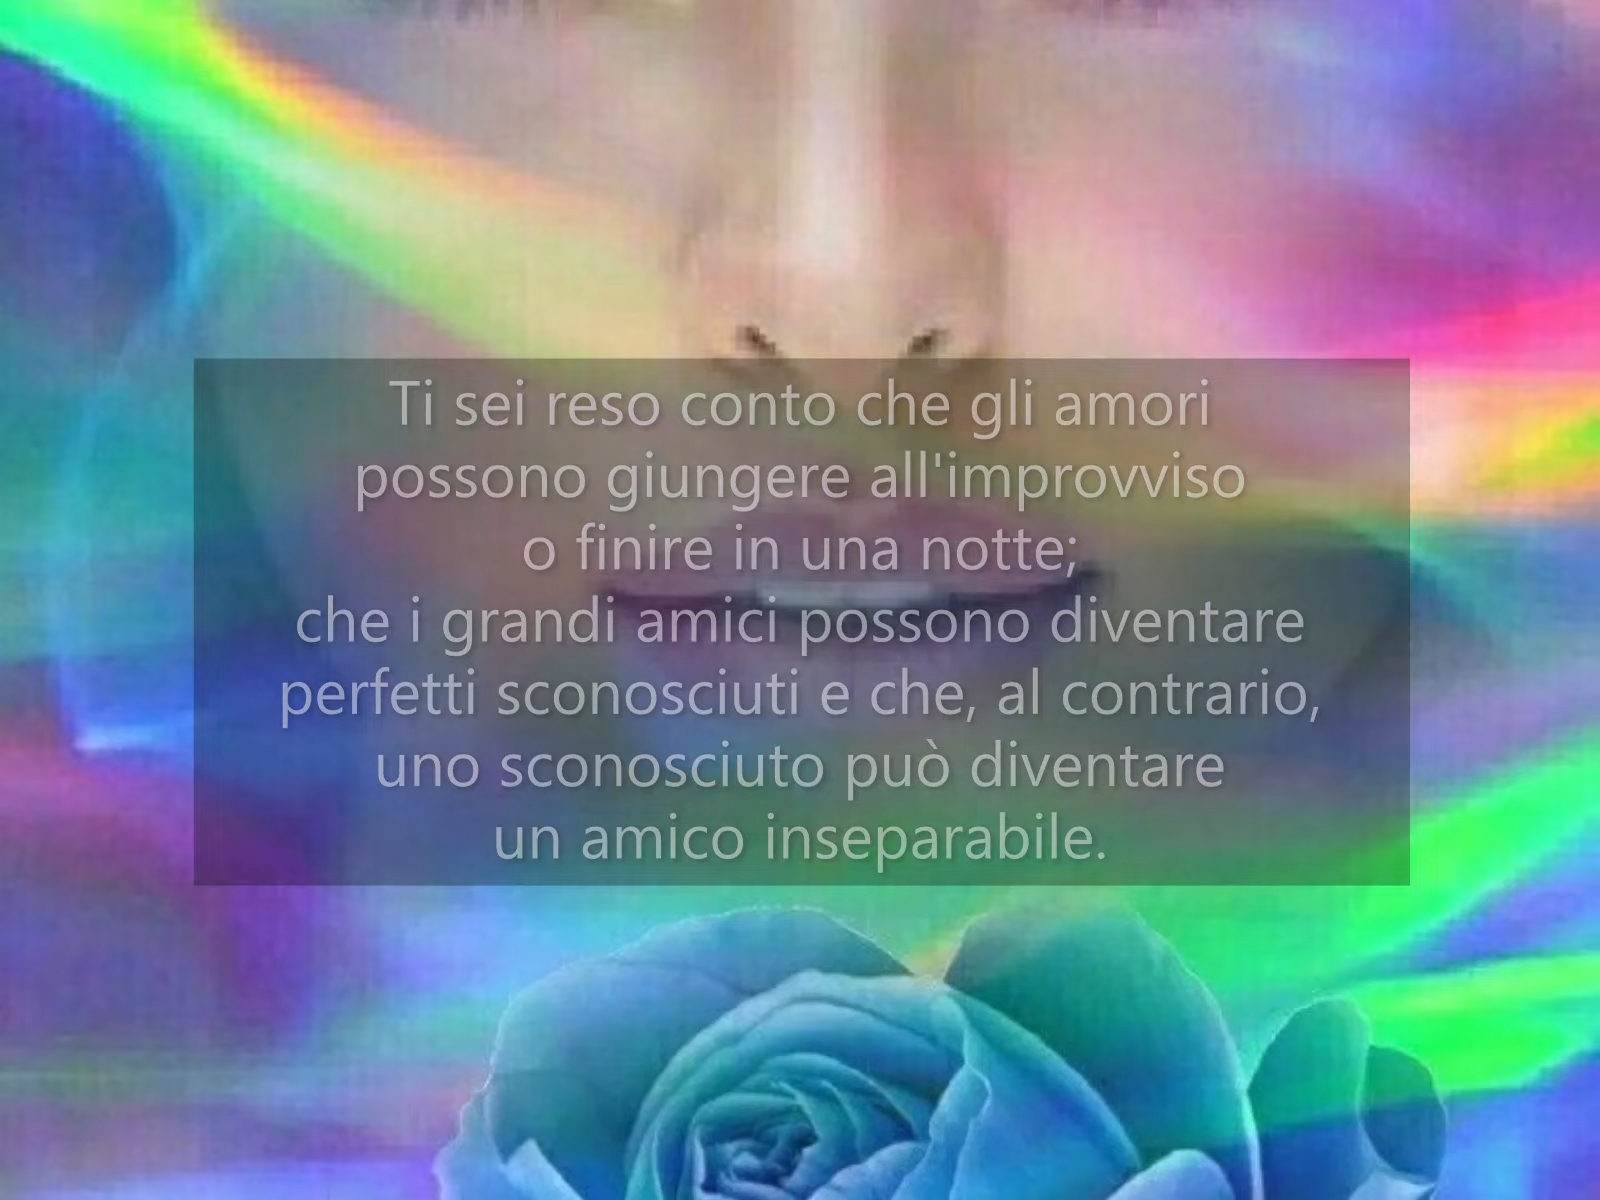 Ti sei reso conto che gli amori
possono giungere all'improvviso
o finire in una notte;
che i grandi amici possono diventare
perfetti sconosciuti e che, al contrario,
uno sconosciuto può diventare
un amico inseparabile.